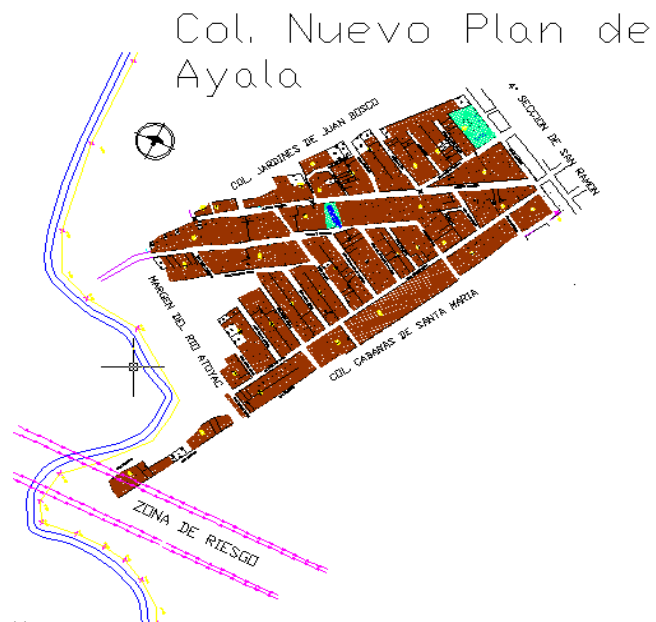 Col. Nuevo Plan de
Ayala
4° SECCION DE SAN RAMON
COL. JARDINES DE JUAN BOSCO
MARGEN DEL RIO ATOYAC
COL. CABAÑAS DE SANTA MARIA
ZONA DE RIESGO